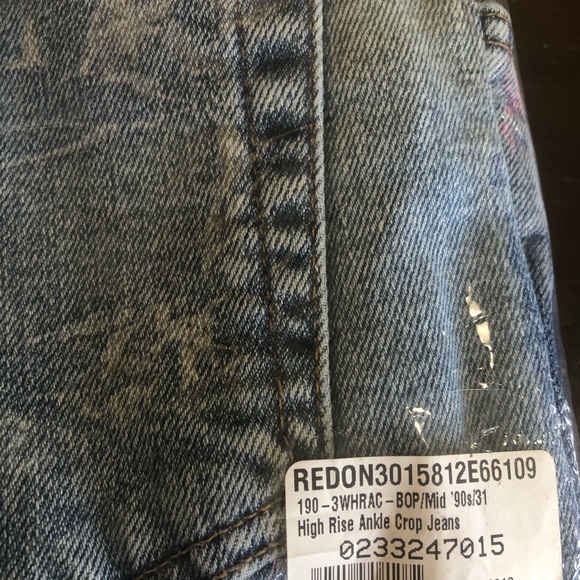 REDON3015812E66109
190-3WHRAC-BOP/Mid '90s/31
High Rise Ankle Crop Jeans
0233247015